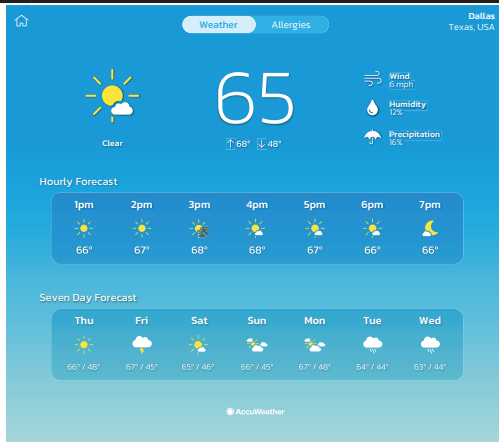 Weather
Allergies
Dallas
Texas, USA
65
↑ 68° ↓ 48°
Clear
Wind
6 mph
Humidity
12%
Precipitation
16%
Hourly Forecast
1pm 2pm 3pm 4pm 5pm 6pm 7pm
66° 67° 68° 68° 67° 66° 66°
Seven Day Forecast
Thu Fri Sat Sun Mon Tue Wed
66° / 48° 67° / 45° 65° / 46° 66° / 45° 67° / 48° 64° / 44° 63° / 44°
AccuWeather